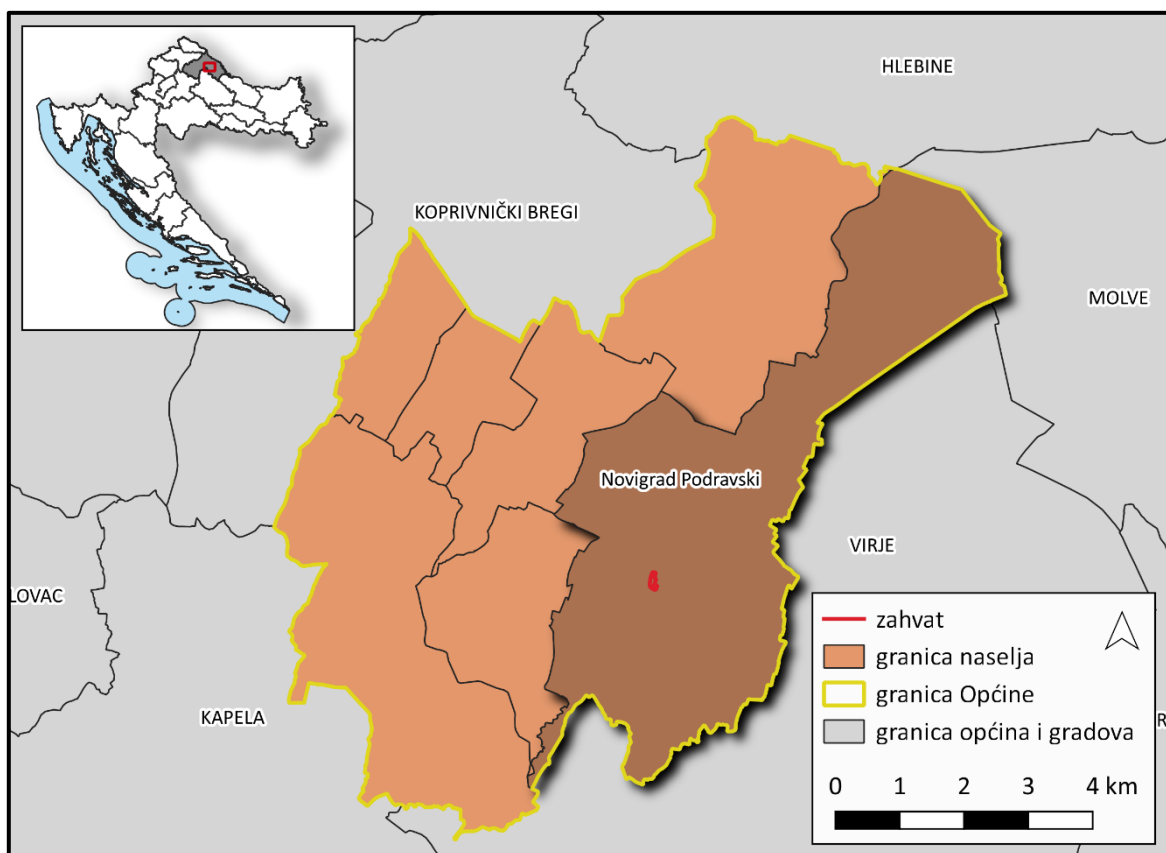 HLEBINE
KOPRIVNIČKI BREGI
MOLVE
Novigrad Podravski
VIRJE
LOVAC
KAPELA
R
zahvat
granica naselja
granica Općine
granica općina i gradova
0 1 2 3 4 km